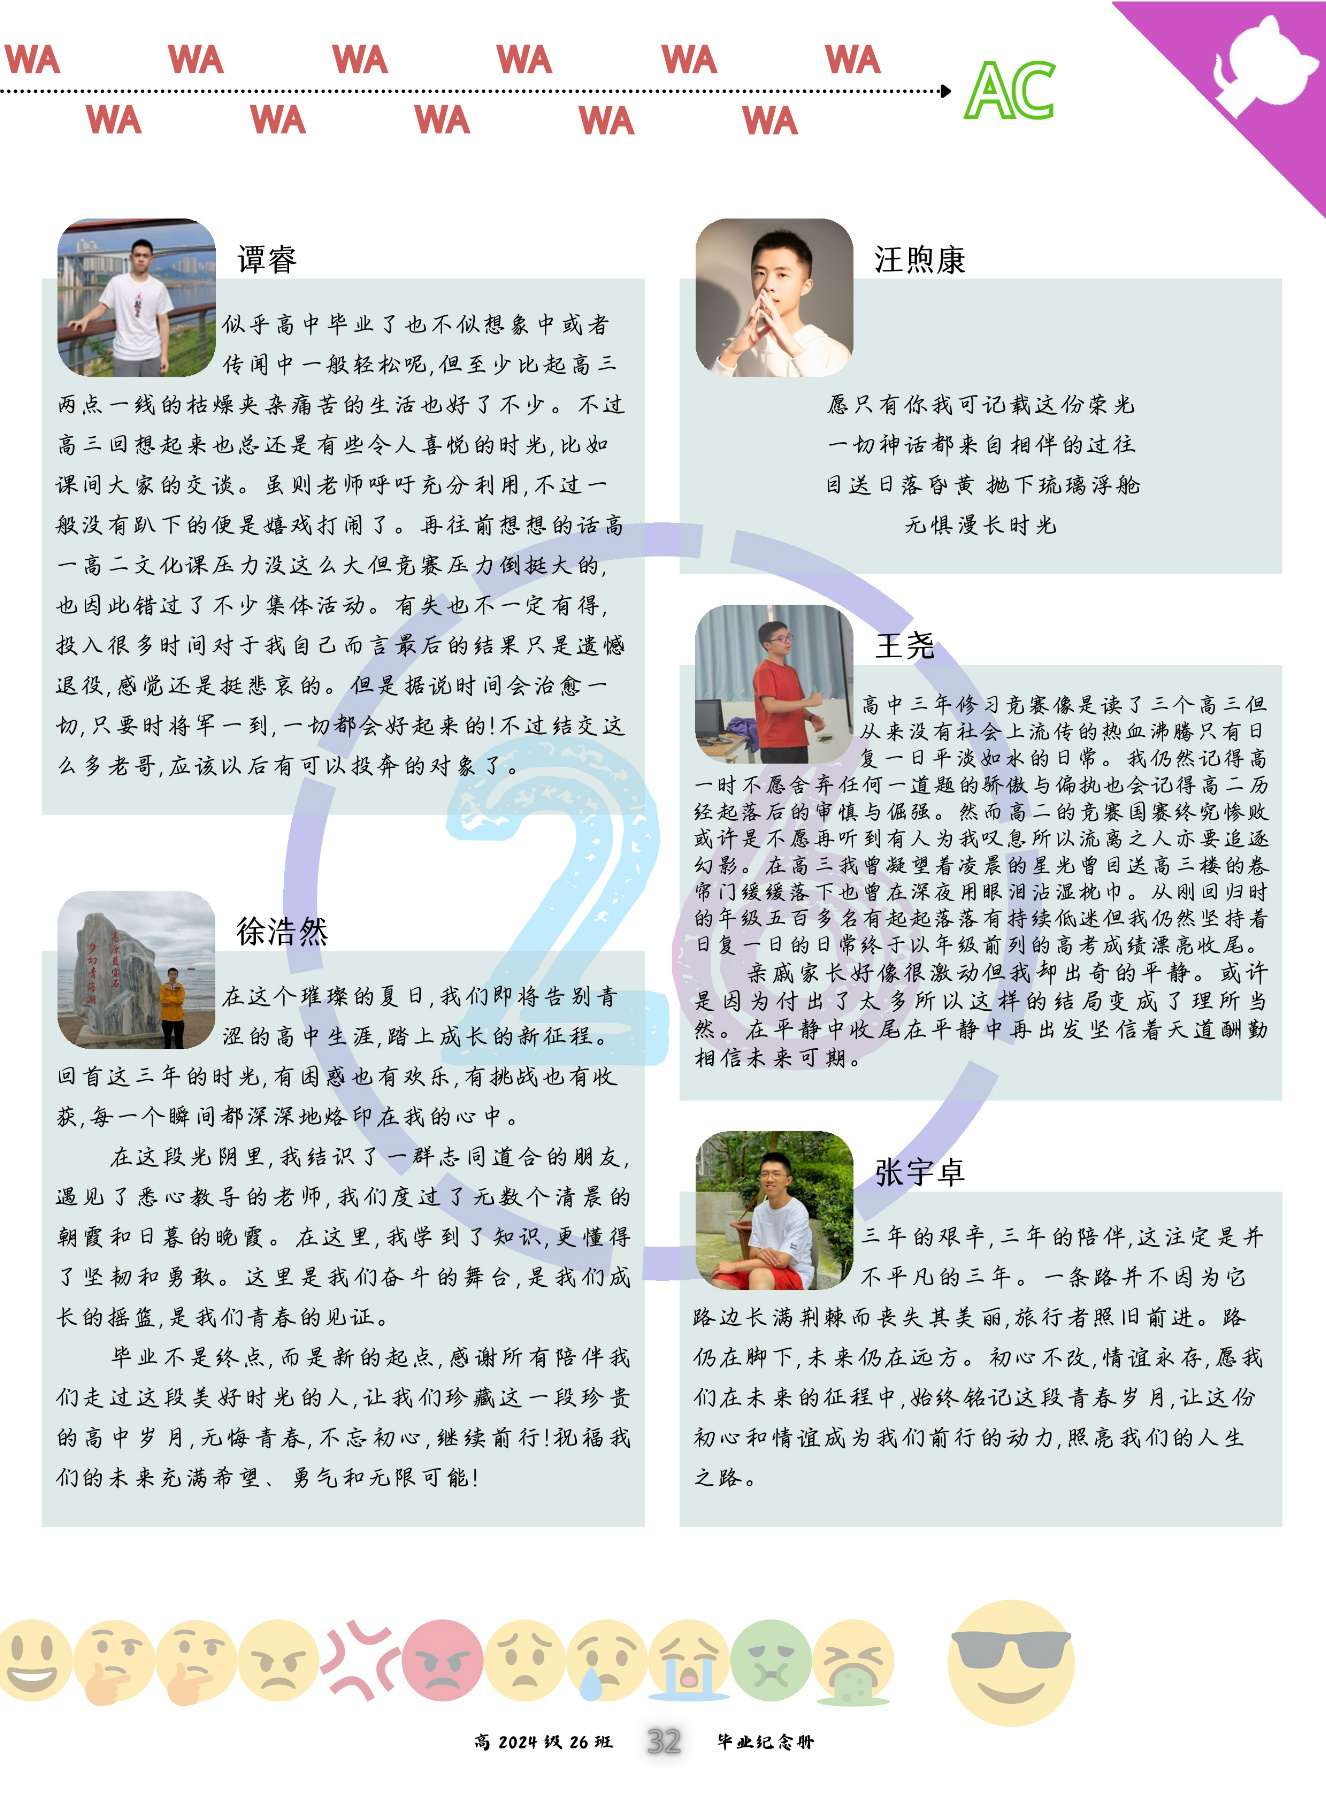 WA WA WA WA WA WA
AC
WA WA WA WA WA
谭睿
似乎高中毕业了也不似想象中或者
传闻中一般轻松呢,但至少比起高三
两点一线的枯燥夹杂痛苦的生活也好了不少。不过
高三回想起来也总还是有些令人喜悦的时光,比如
课间大家的交谈。虽则老师呼吁充分利用,不过一
般没有趴下的便是嬉戏打闹了。再往前想想的话高
一高二文化课压力没这么大但竞赛压力倒挺大的,
也因此错过了不少集体活动。有失也不一定有得,
投入很多时间对于我自己而言最后的结果只是遗憾
退役,感觉还是挺悲哀的。但是据说时间会治愈一
切,只要时将军一到,一切都会好起来的!不过结交这
么多老哥,应该以后有可以投奔的对象了。
徐浩然
高原蓝宝石
梦幻青海湖
在这个璀璨的夏日,我们即将告别青
涩的高中生涯,踏上成长的新征程。
回首这三年的时光,有困惑也有欢乐,有挑战也有收
获,每一个瞬间都深深地烙印在我的心中。
在这段光阴里,我结识了一群志同道合的朋友,
遇见了悉心教导的老师,我们度过了无数个清晨的
朝霞和日暮的晚霞。在这里,我学到了知识,更懂得
了坚韧和勇敢。这里是我们奋斗的舞台,是我们成
长的摇篮,是我们青春的见证。
毕业不是终点,而是新的起点,感谢所有陪伴我
们走过这段美好时光的人,让我们珍藏这一段珍贵
的高中岁月,无悔青春,不忘初心,继续前行!祝福我
们的未来充满希望、勇气和无限可能!
汪煦康
愿只有你我可记载这份荣光
一切神话都来自相伴的过往
目送日落昏黄 抛下琉璃浮舱
无惧漫长时光
王尧
高中三年修习竞赛像是读了三个高三但
从来没有社会上流传的热血沸腾只有日
复一日平淡如水的日常。我仍然记得高
一时不愿舍弃任何一道题的骄傲与偏执也会记得高二历
经起落后的审慎与倔强。然而高二的竞赛国赛终究惨败
或许是不愿再听到有人为我叹息所以流离之人亦要追逐
幻影。在高三我曾凝望着凌晨的星光曾目送高三楼的卷
帘门缓缓落下也曾在深夜用眼泪沾湿枕巾。从刚回归时
的年级五百多名有起起落落有持续低迷但我仍然坚持着
日复一日的日常终于以年级前列的高考成绩漂亮收尾。
亲戚家长好像很激动但我却出奇的平静。或许
是因为付出了太多所以这样的结局变成了理所当
然。在平静中收尾在平静中再出发坚信着天道酬勤
相信未来可期。
张宇卓
三年的艰辛,三年的陪伴,这注定是并
不平凡的三年。一条路并不因为它
路边长满荆棘而丧失其美丽,旅行者照旧前进。路
仍在脚下,未来仍在远方。初心不改,情谊永存,愿我
们在未来的征程中,始终铭记这段青春岁月,让这份
初心和情谊成为我们前行的动力,照亮我们的人生
之路。
26
高 2024 级 26 班 32 毕业纪念册